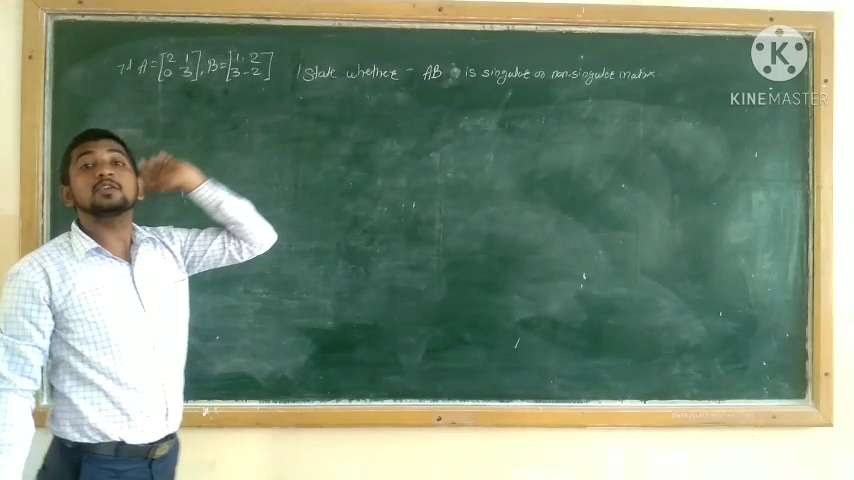 If A = [2 1], B = [1 2] / State whether - AB is singular or non-singular matrix
[0 3] [3 -2]
K
KINEMASTER